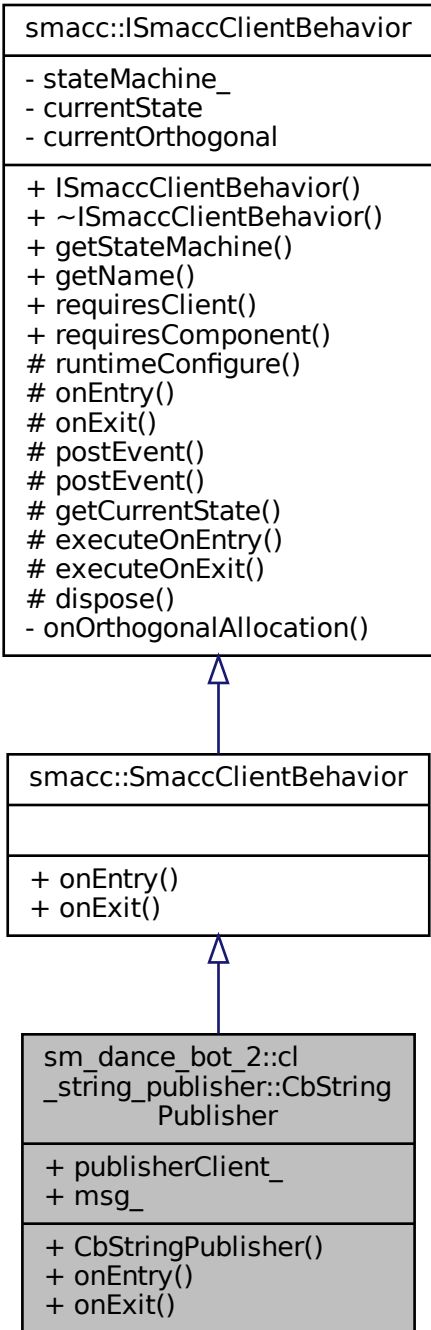 smacc::ISmaccClientBehavior
- stateMachine_
- currentState
- currentOrthogonal
+ ISmaccClientBehavior()
+ ~ISmaccClientBehavior()
+ getStateMachine()
+ getName()
+ requiresClient()
+ requiresComponent()
# runtimeConfigure()
# onEntry()
# onExit()
# postEvent()
# postEvent()
# getCurrentState()
# executeOnEntry()
# executeOnExit()
# dispose()
- onOrthogonalAllocation()
smacc::SmaccClientBehavior
+ onEntry()
+ onExit()
sm_dance_bot_2::cl
_string_publisher::CbString
Publisher
+ publisherClient_
+ msg_
+ CbStringPublisher()
+ onEntry()
+ onExit()